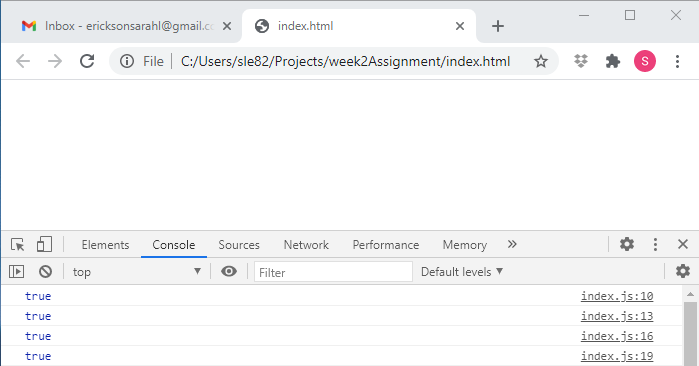 Inbox - ericksonsarahl@gmail.co
index.html
File
C:/Users/sle82/Projects/week2Assignment/index.html
S
Elements Console Sources Network Performance Memory
top Filter Default levels
true index.js:10
true index.js:13
true index.js:16
true index.js:19